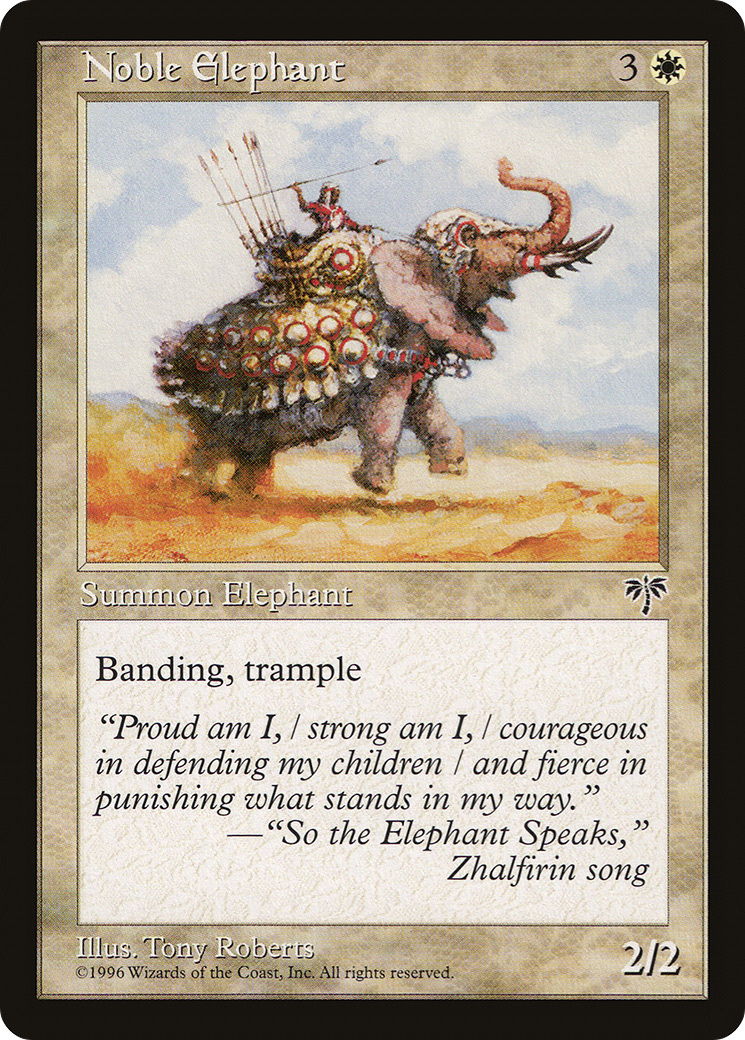 Noble Elephant 3
Summon Elephant
Banding, trample
“Proud am I, / strong am I, / courageous
in defending my children / and fierce in
punishing what stands in my way.”
—“So the Elephant Speaks,”
Zhalfirin song
Illus. Tony Roberts
©1996 Wizards of the Coast, Inc. All rights reserved.
2/2